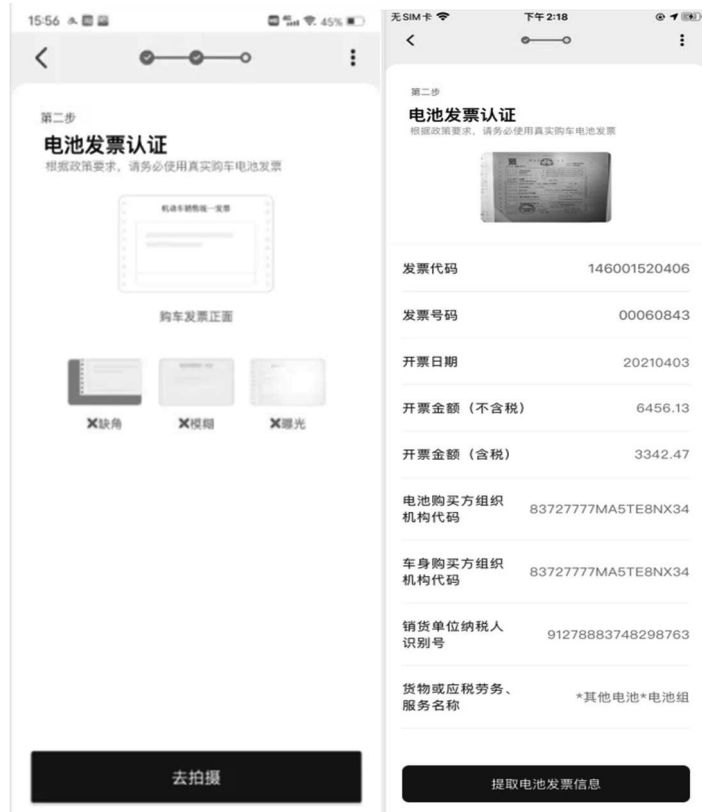 15:56
45%
第二步
电池发票认证
根据政策要求，请务必使用真实购车电池发票
机动车销售统一发票
购车发票正面
缺角
模糊
曝光
去拍摄
无SIM卡
下午2:18
第二步
电池发票认证
根据政策要求，请务必使用真实购车电池发票
发票代码 146001520406
发票号码 00060843
开票日期 20210403
开票金额（不含税） 6456.13
开票金额（含税） 3342.47
电池购买方组织
机构代码 83727777MA5TE8NX34
车身购买方组织
机构代码 83727777MA5TE8NX34
销货单位纳税人
识别号 91278883748298763
货物或应税劳务、
服务名称 *其他电池*电池组
提取电池发票信息